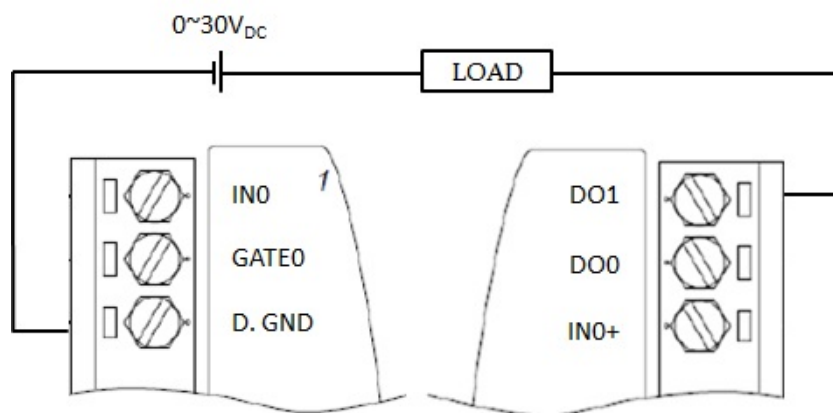 0~30VDC
LOAD
1
IN0
GATE0
D. GND
DO1
DO0
IN0+